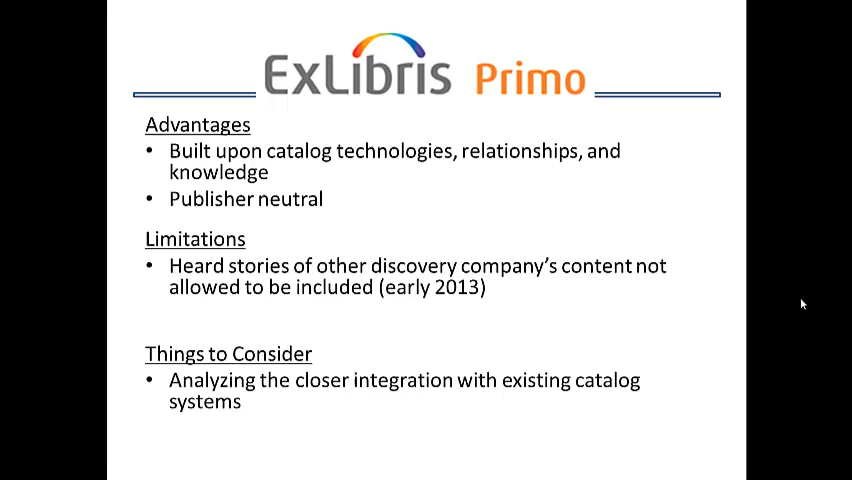 ExLibris Primo
Advantages
• Built upon catalog technologies, relationships, and
knowledge
• Publisher neutral
Limitations
• Heard stories of other discovery company's content not
allowed to be included (early 2013)
Things to Consider
• Analyzing the closer integration with existing catalog
systems